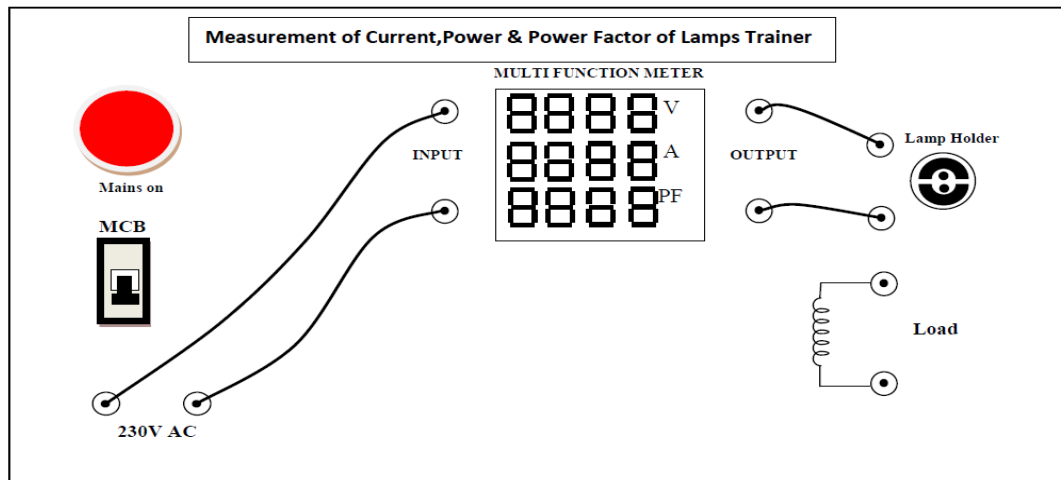 Measurement of Current,Power & Power Factor of Lamps Trainer
MULTI FUNCTION METER
8888 V
INPUT
8888 A
OUTPUT
8888 PF
Lamp Holder
Mains on
MCB
Load
230V AC